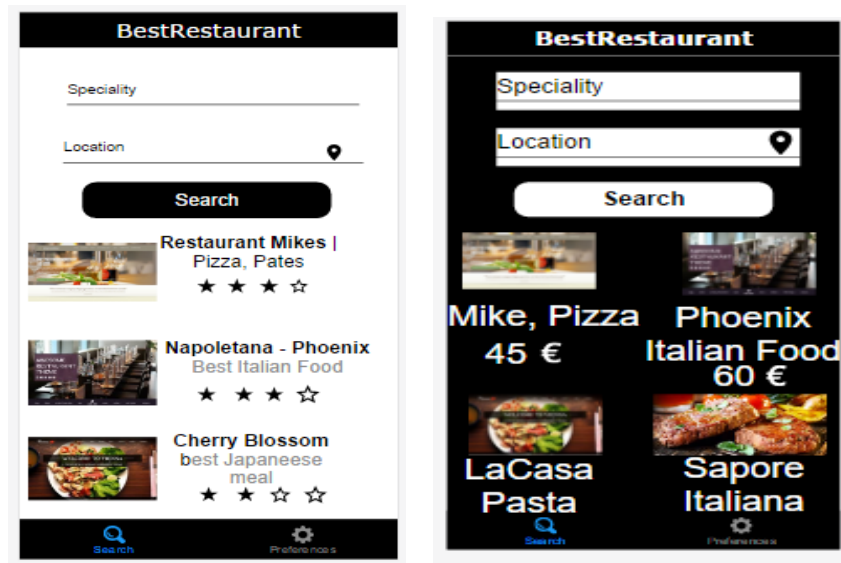 BestRestaurant
Speciality
Location
Search
Restaurant Mikes |
Pizza, Pates
Napoletana - Phoenix
Best Italian Food
Cherry Blossom
best Japaneese
meal
Search
Preferences
BestRestaurant
Speciality
Location
Search
Mike, Pizza
45 €
Phoenix
Italian Food
60 €
LaCasa
Pasta
Sapore
Italiana
Search
Preferences